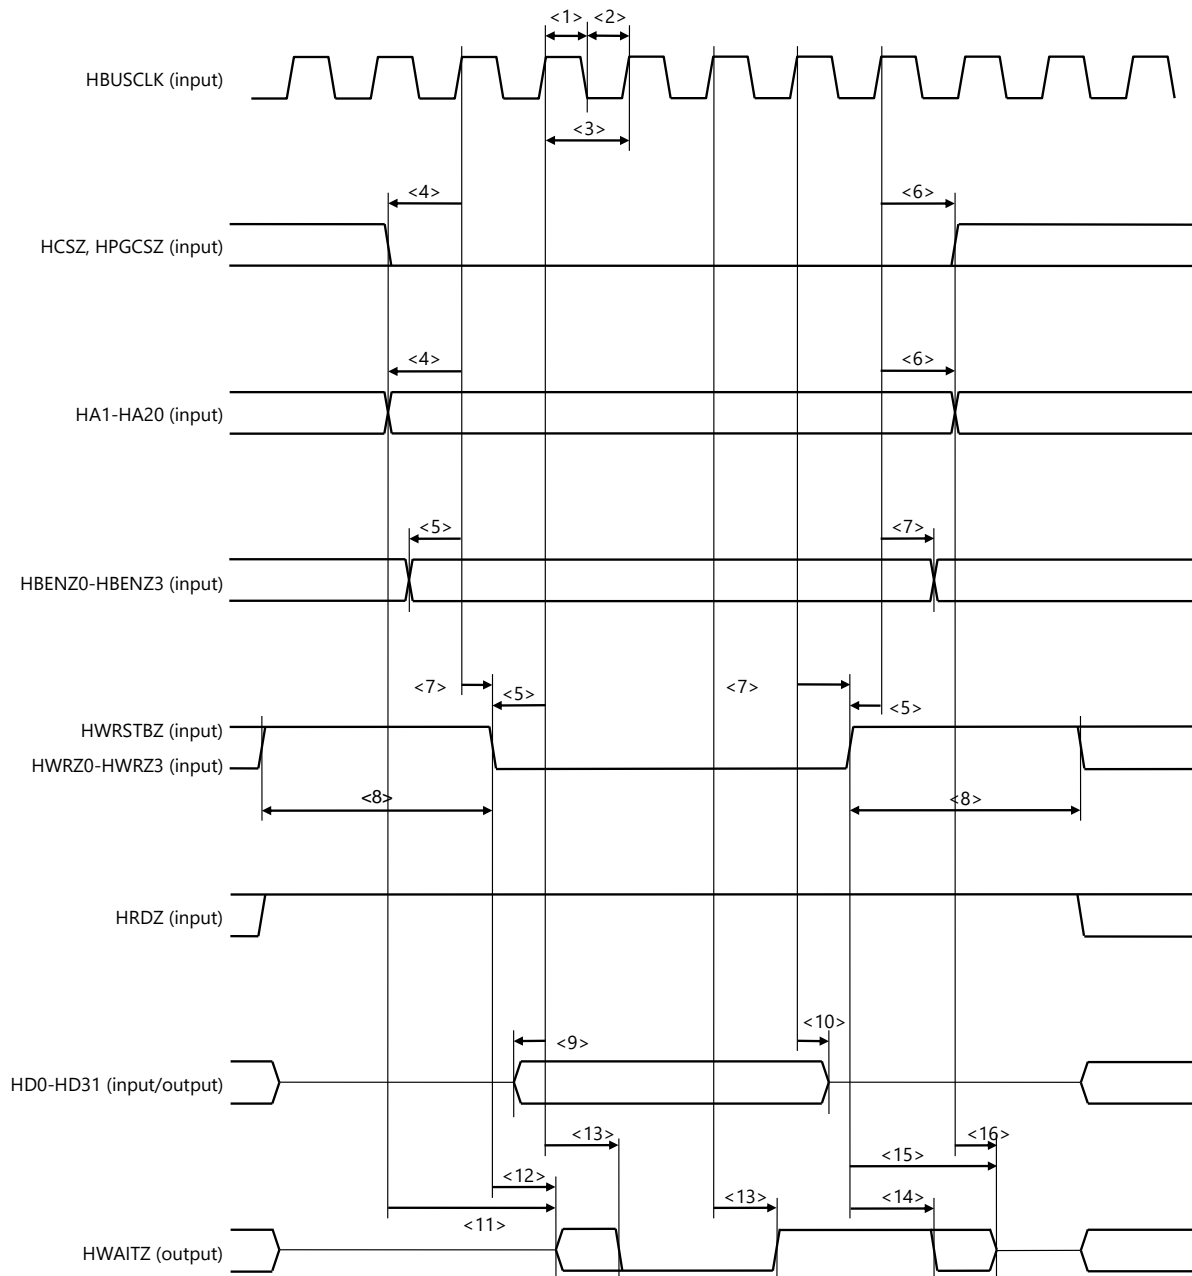 <1> <2>
HBUSCLK (input)
<3>
<4> <6>
HCSZ, HPGCSZ (input)
<4> <6>
HA1-HA20 (input)
<5> <7>
HBENZ0-HBENZ3 (input)
<7> <5> <7> <5>
HWRSTBZ (input)
HWRZ0-HWRZ3 (input)
<8> <8>
HRDZ (input)
<9> <10>
HD0-HD31 (input/output)
<13> <16>
<15>
<12> <13> <14>
<11>
HWAITZ (output)